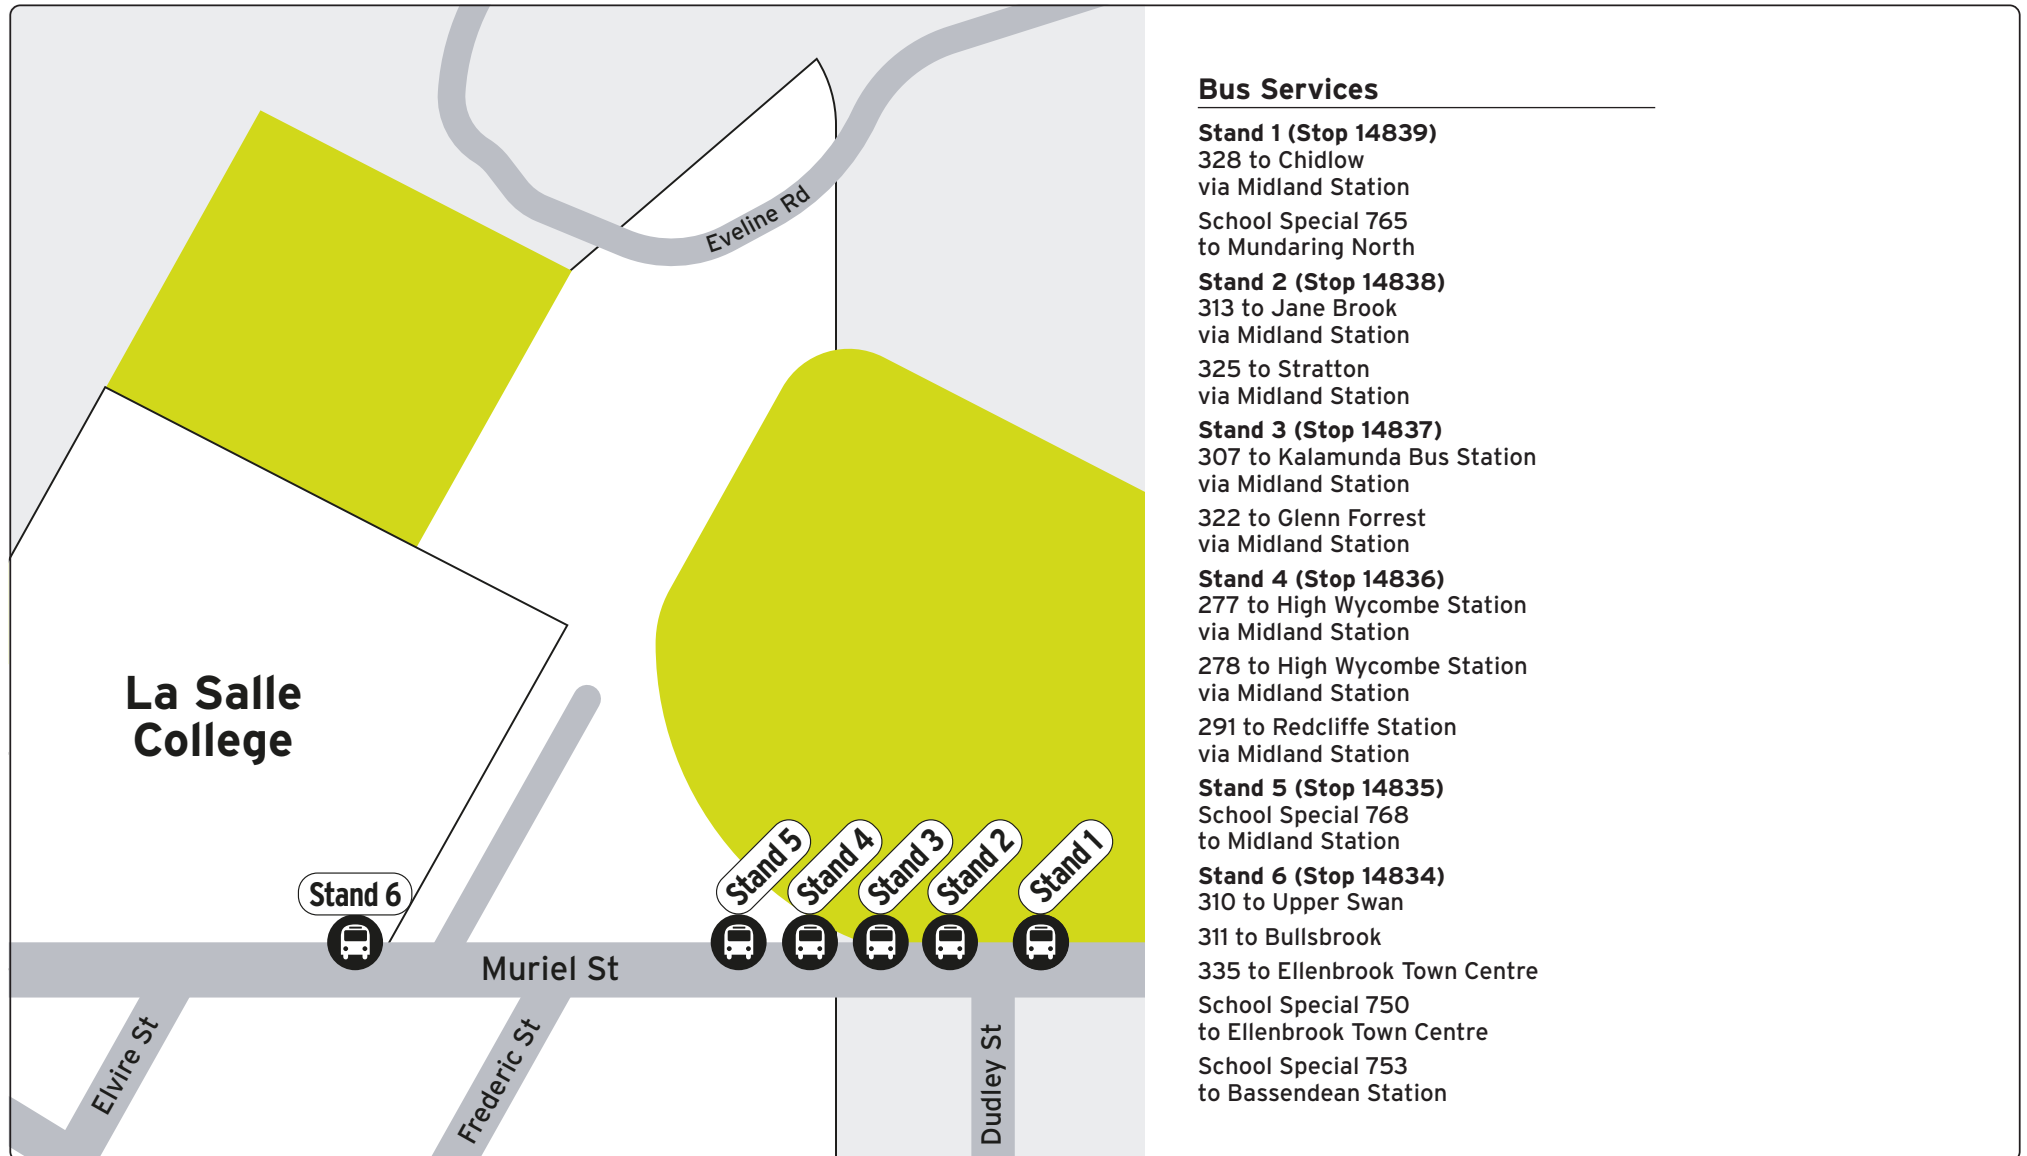 Eveline Rd
La Salle
College
Stand 6
Stand 5
Stand 4
Stand 3
Stand 2
Stand 1
Muriel St
Elvire St
Frederic St
Dudley St
Bus Services
Stand 1 (Stop 14839)
328 to Chidlow
via Midland Station
School Special 765
to Mundaring North
Stand 2 (Stop 14838)
313 to Jane Brook
via Midland Station
325 to Stratton
via Midland Station
Stand 3 (Stop 14837)
307 to Kalamunda Bus Station
via Midland Station
322 to Glenn Forrest
via Midland Station
Stand 4 (Stop 14836)
277 to High Wycombe Station
via Midland Station
278 to High Wycombe Station
via Midland Station
291 to Redcliffe Station
via Midland Station
Stand 5 (Stop 14835)
School Special 768
to Midland Station
Stand 6 (Stop 14834)
310 to Upper Swan
311 to Bullsbrook
335 to Ellenbrook Town Centre
School Special 750
to Ellenbrook Town Centre
School Special 753
to Bassendean Station